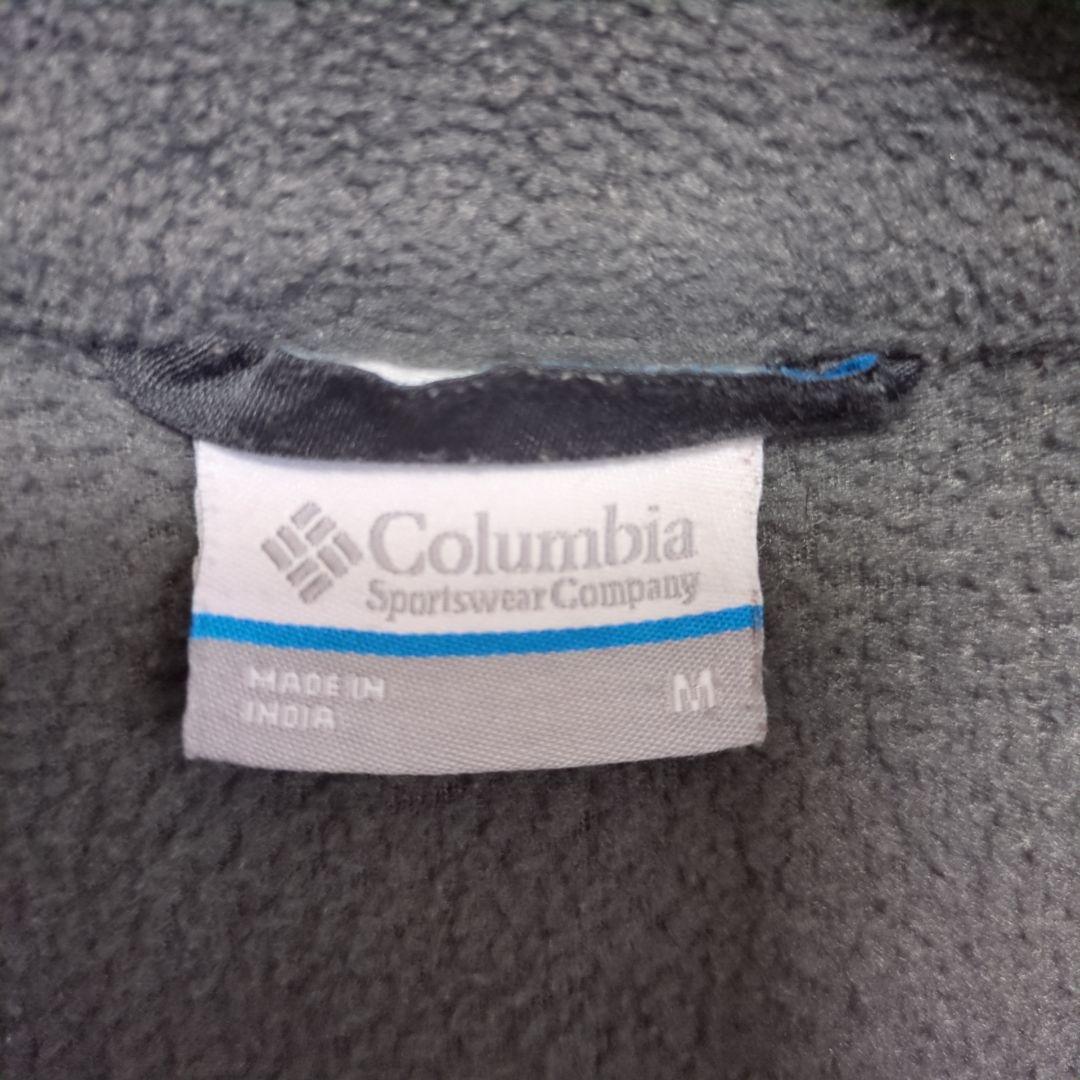 Columbia
Sportswear Company
MADE IN
INDIA
M